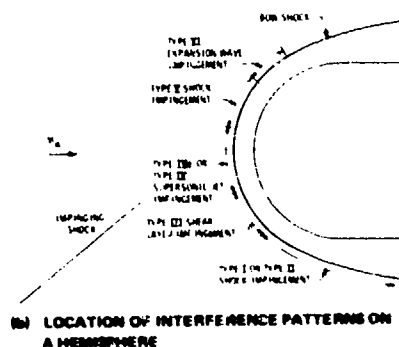 BOW SHOCK
TYPE VI
EXPANSION WAVE
IMPINGEMENT
TYPE V SHOCK
IMPINGEMENT
TYPE IVa OR
TYPE IV
SUPERSONIC JET
IMPINGEMENT
IMPINGING
SHOCK
TYPE III SHEAR
LAYER IMPINGEMENT
TYPE I OR TYPE II
SHOCK IMPINGEMENT
(b) LOCATION OF INTERFERENCE PATTERNS ON
A HEMISPHERE